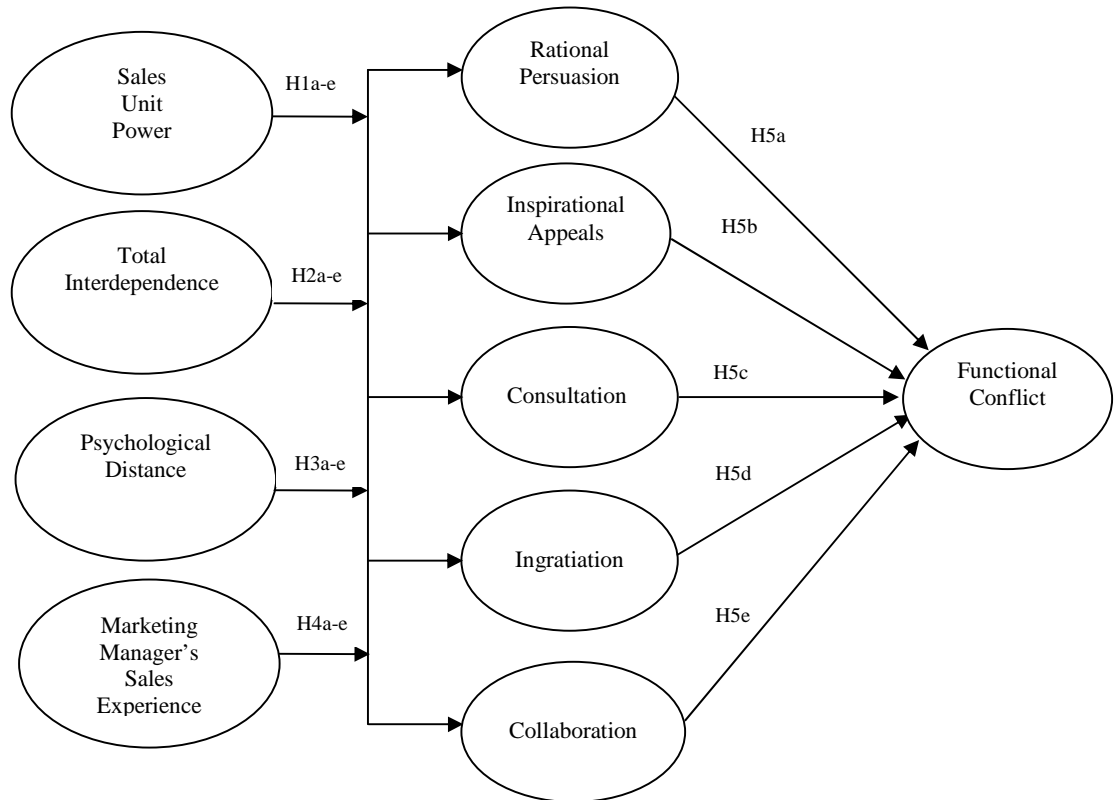 Sales
Unit
Power
H1a-e
Total
Interdependence
H2a-e
Psychological
Distance
H3a-e
Marketing
Manager’s
Sales
Experience
H4a-e
Rational
Persuasion
Inspirational
Appeals
Consultation
Ingratiation
Collaboration
H5a
H5b
H5c
H5d
H5e
Functional
Conflict